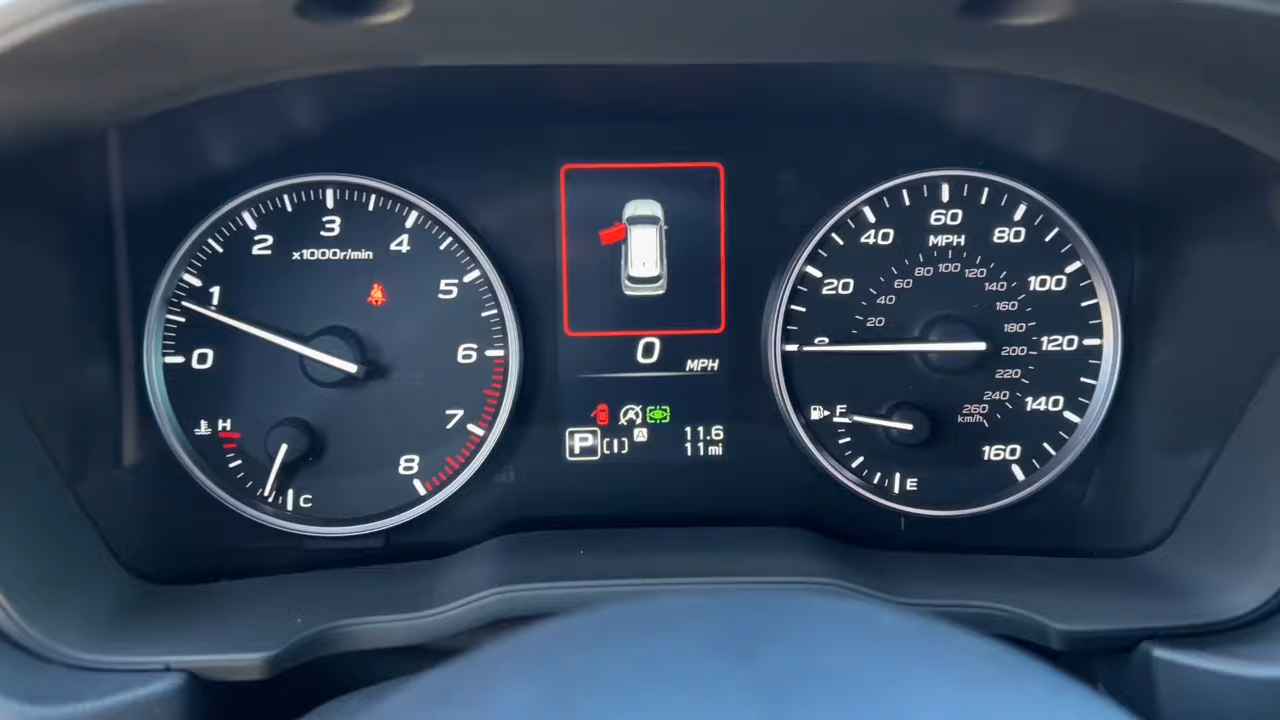 0 1 2 3 4 5 6 7 8
x1000r/min
H
C
0 MPH
P [ I ] A
11.6
11 mi
0 20 40 60 80 100 120 140 160
MPH
20 40 60 80 100 120 140 160 180 200 220 240 260
km/h
F
E